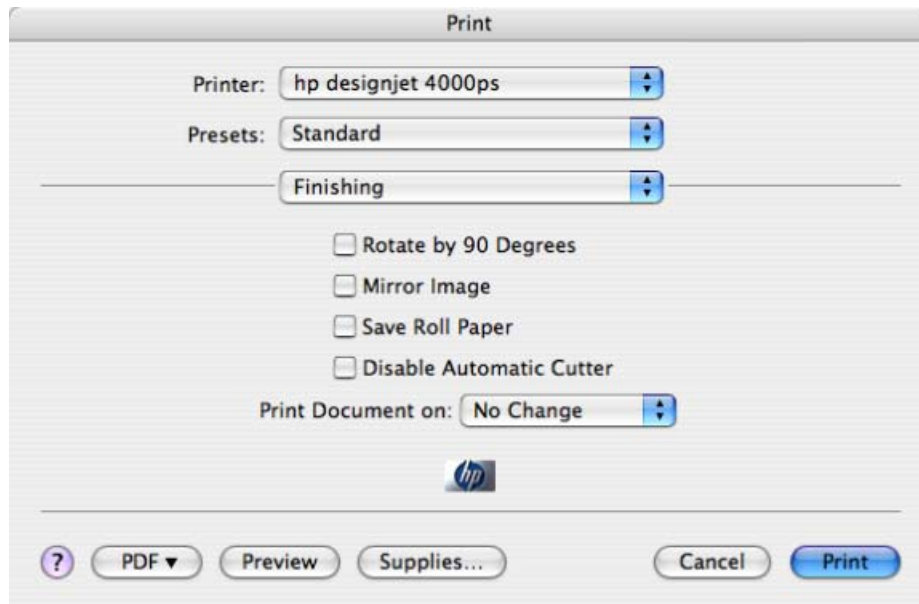 Print
Printer: hp designjet 4000ps
Presets: Standard
Finishing
Rotate by 90 Degrees
Mirror Image
Save Roll Paper
Disable Automatic Cutter
Print Document on: No Change
hp
? PDF ▼ Preview Supplies... Cancel Print